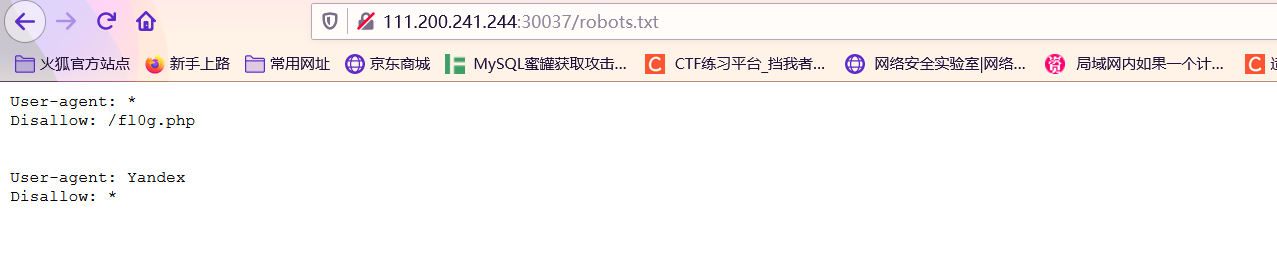 111.200.241.244:30037/robots.txt
火狐官方站点 新手上路 常用网址 京东商城 MySQL蜜罐获取攻击... CTF练习平台_挡我者... 网络安全实验室|网络... 局域网内如果一个计...
User-agent: *
Disallow: /fl0g.php
User-agent: Yandex
Disallow: *